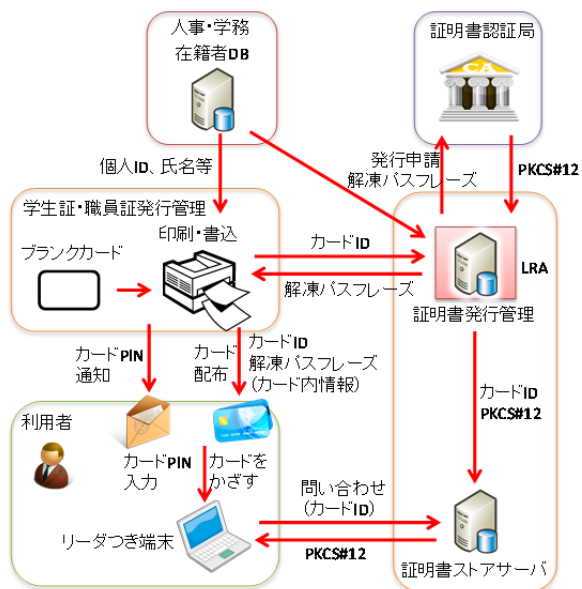 人事・学務
在籍者DB
証明書認証局
CA
個人ID、氏名等
発行申請
解凍パスフレーズ
PKCS#12
学生証・職員証発行管理
印刷・書込
ブランクカード
カードID
解凍パスフレーズ
LRA
証明書発行管理
カードPIN
通知
カード
配布
カードID
解凍パスフレーズ
(カード内情報)
カードID
PKCS#12
利用者
カードPIN
入力
カードを
かざす
問い合わせ
(カードID)
リーダつき端末
PKCS#12
証明書ストアサーバ